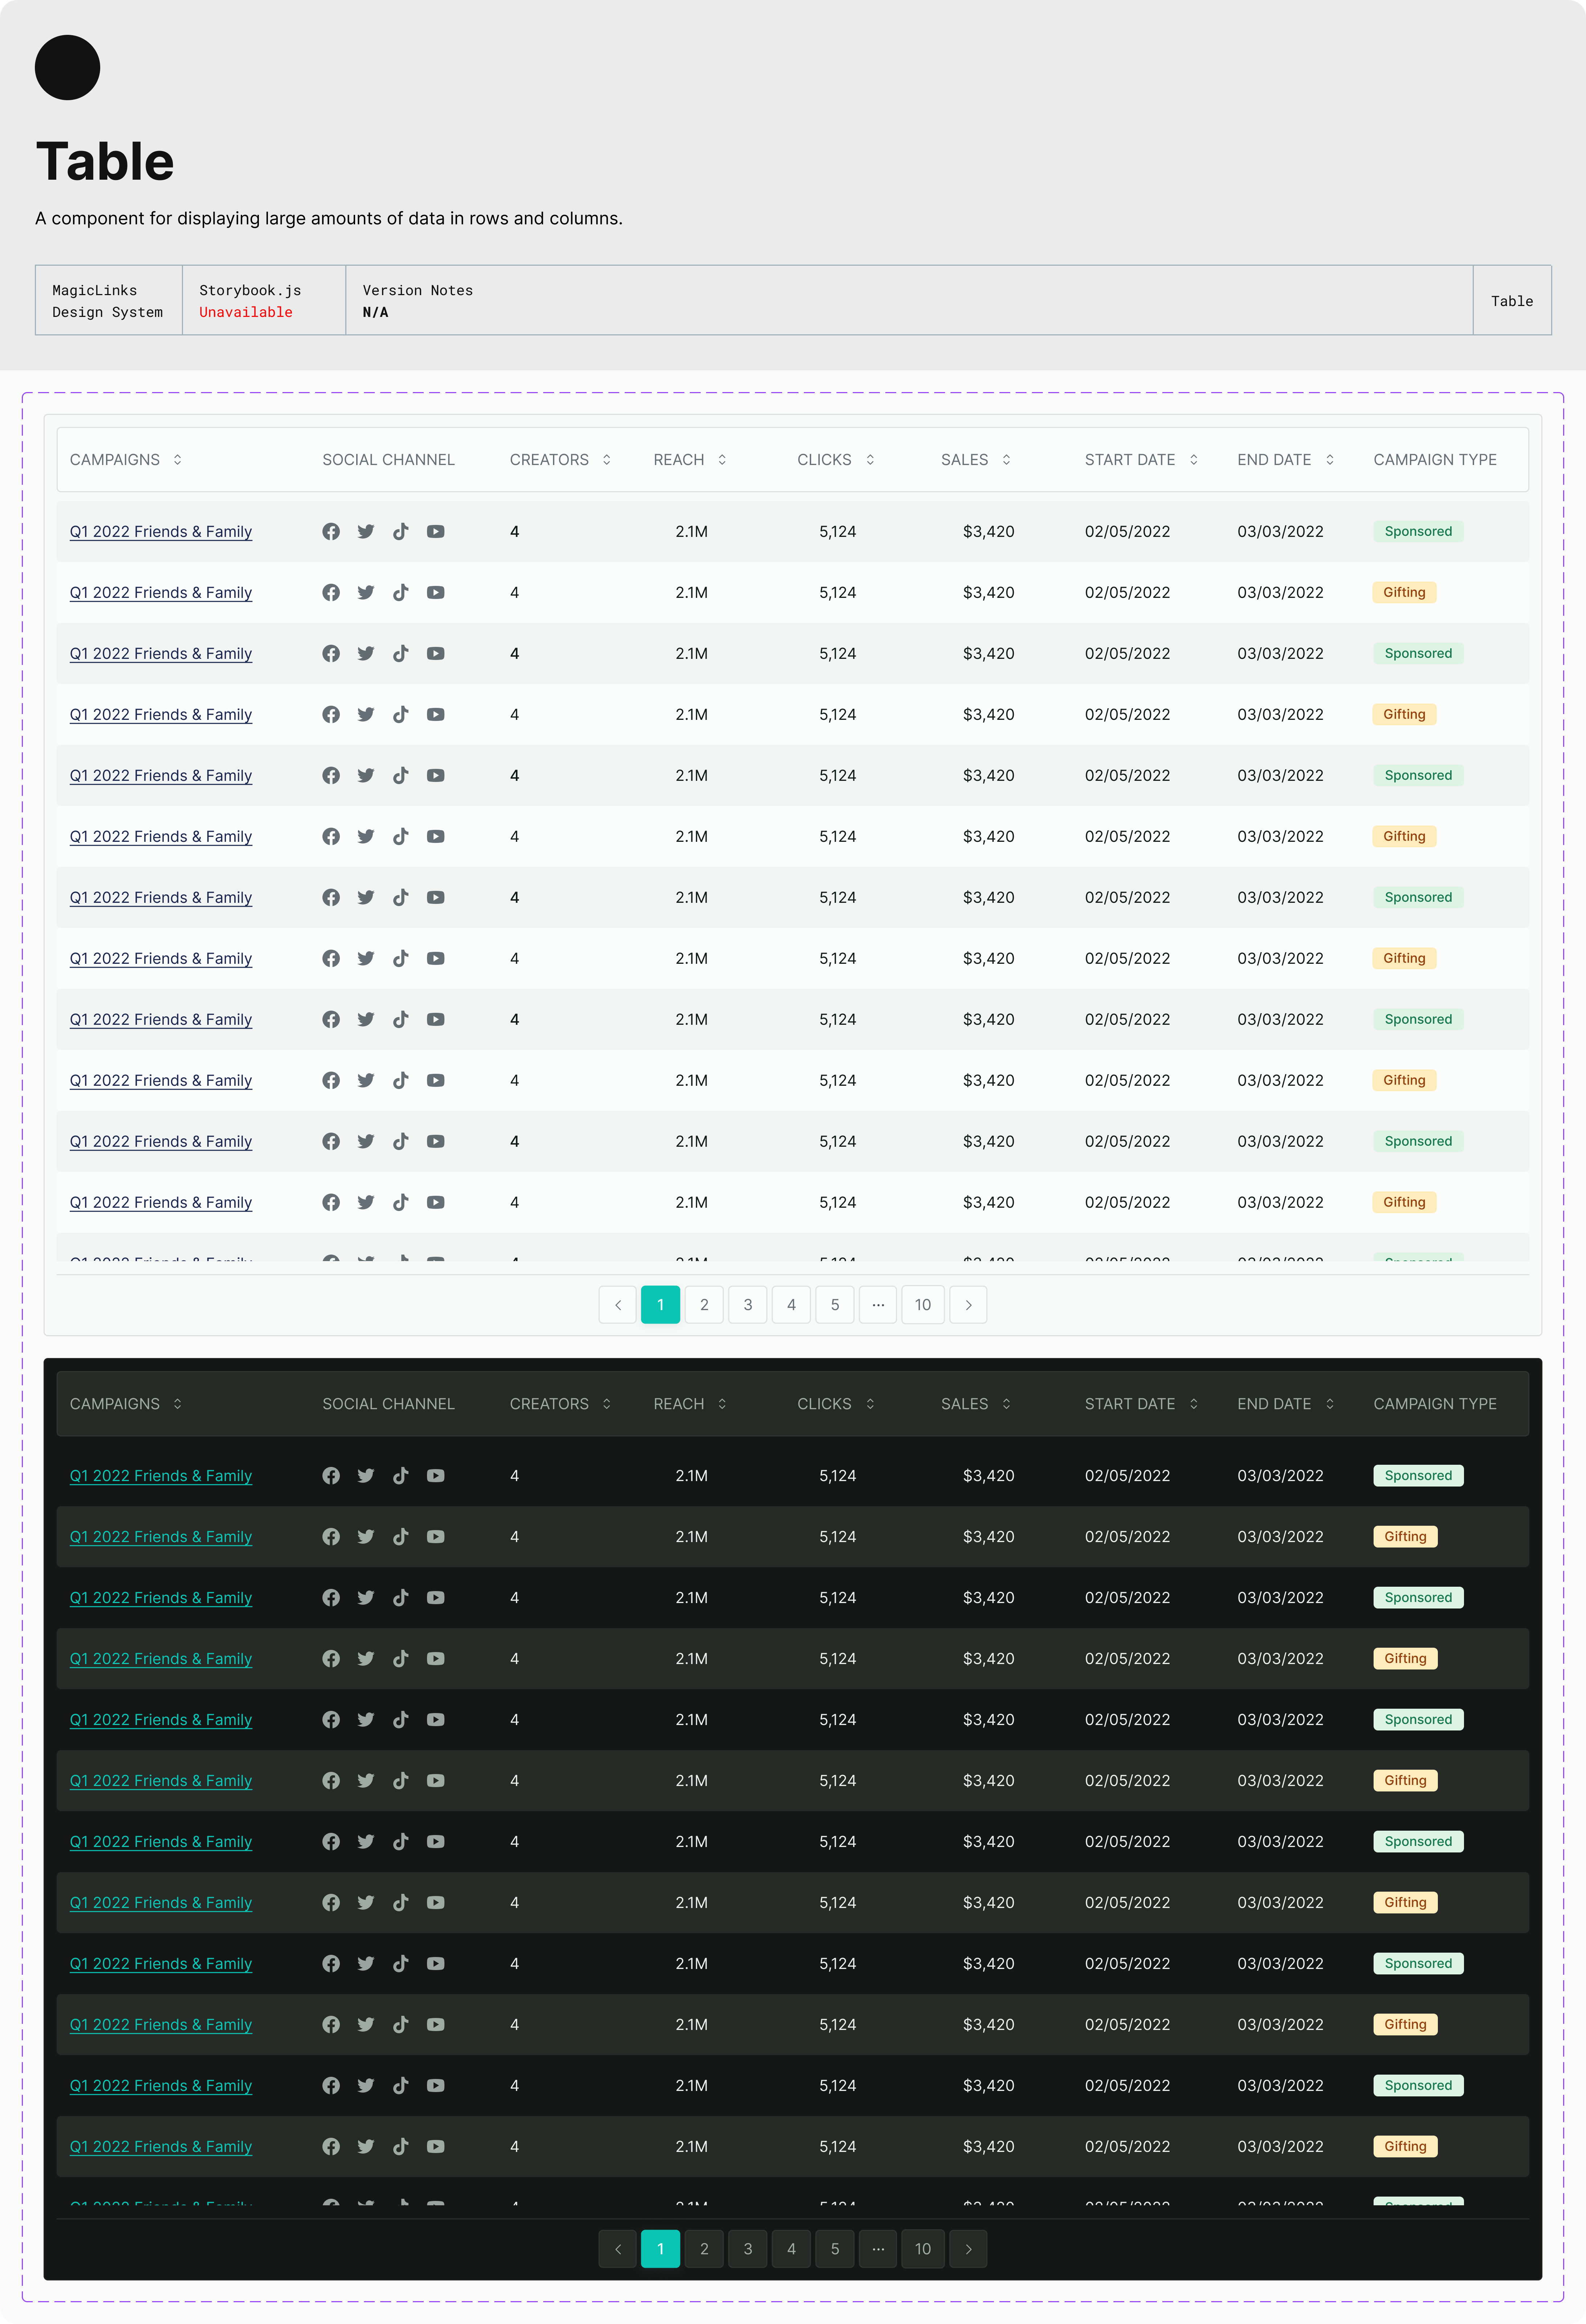 Table
A component for displaying large amounts of data in rows and columns.
MagicLinks
Design System
Storybook.js
Unavailable
Version Notes
N/A
Table
CAMPAIGNS SOCIAL CHANNEL CREATORS REACH CLICKS SALES START DATE END DATE CAMPAIGN TYPE
Q1 2022 Friends & Family 4 2.1M 5,124 $3,420 02/05/2022 03/03/2022 Sponsored
Q1 2022 Friends & Family 4 2.1M 5,124 $3,420 02/05/2022 03/03/2022 Gifting
Q1 2022 Friends & Family 4 2.1M 5,124 $3,420 02/05/2022 03/03/2022 Sponsored
Q1 2022 Friends & Family 4 2.1M 5,124 $3,420 02/05/2022 03/03/2022 Gifting
Q1 2022 Friends & Family 4 2.1M 5,124 $3,420 02/05/2022 03/03/2022 Sponsored
Q1 2022 Friends & Family 4 2.1M 5,124 $3,420 02/05/2022 03/03/2022 Gifting
Q1 2022 Friends & Family 4 2.1M 5,124 $3,420 02/05/2022 03/03/2022 Sponsored
Q1 2022 Friends & Family 4 2.1M 5,124 $3,420 02/05/2022 03/03/2022 Gifting
Q1 2022 Friends & Family 4 2.1M 5,124 $3,420 02/05/2022 03/03/2022 Sponsored
Q1 2022 Friends & Family 4 2.1M 5,124 $3,420 02/05/2022 03/03/2022 Gifting
Q1 2022 Friends & Family 4 2.1M 5,124 $3,420 02/05/2022 03/03/2022 Sponsored
Q1 2022 Friends & Family 4 2.1M 5,124 $3,420 02/05/2022 03/03/2022 Gifting
1 2 3 4 5 ... 10
CAMPAIGNS SOCIAL CHANNEL CREATORS REACH CLICKS SALES START DATE END DATE CAMPAIGN TYPE
Q1 2022 Friends & Family 4 2.1M 5,124 $3,420 02/05/2022 03/03/2022 Sponsored
Q1 2022 Friends & Family 4 2.1M 5,124 $3,420 02/05/2022 03/03/2022 Gifting
Q1 2022 Friends & Family 4 2.1M 5,124 $3,420 02/05/2022 03/03/2022 Sponsored
Q1 2022 Friends & Family 4 2.1M 5,124 $3,420 02/05/2022 03/03/2022 Gifting
Q1 2022 Friends & Family 4 2.1M 5,124 $3,420 02/05/2022 03/03/2022 Sponsored
Q1 2022 Friends & Family 4 2.1M 5,124 $3,420 02/05/2022 03/03/2022 Gifting
Q1 2022 Friends & Family 4 2.1M 5,124 $3,420 02/05/2022 03/03/2022 Sponsored
Q1 2022 Friends & Family 4 2.1M 5,124 $3,420 02/05/2022 03/03/2022 Gifting
Q1 2022 Friends & Family 4 2.1M 5,124 $3,420 02/05/2022 03/03/2022 Sponsored
Q1 2022 Friends & Family 4 2.1M 5,124 $3,420 02/05/2022 03/03/2022 Gifting
Q1 2022 Friends & Family 4 2.1M 5,124 $3,420 02/05/2022 03/03/2022 Sponsored
Q1 2022 Friends & Family 4 2.1M 5,124 $3,420 02/05/2022 03/03/2022 Gifting
1 2 3 4 5 ... 10